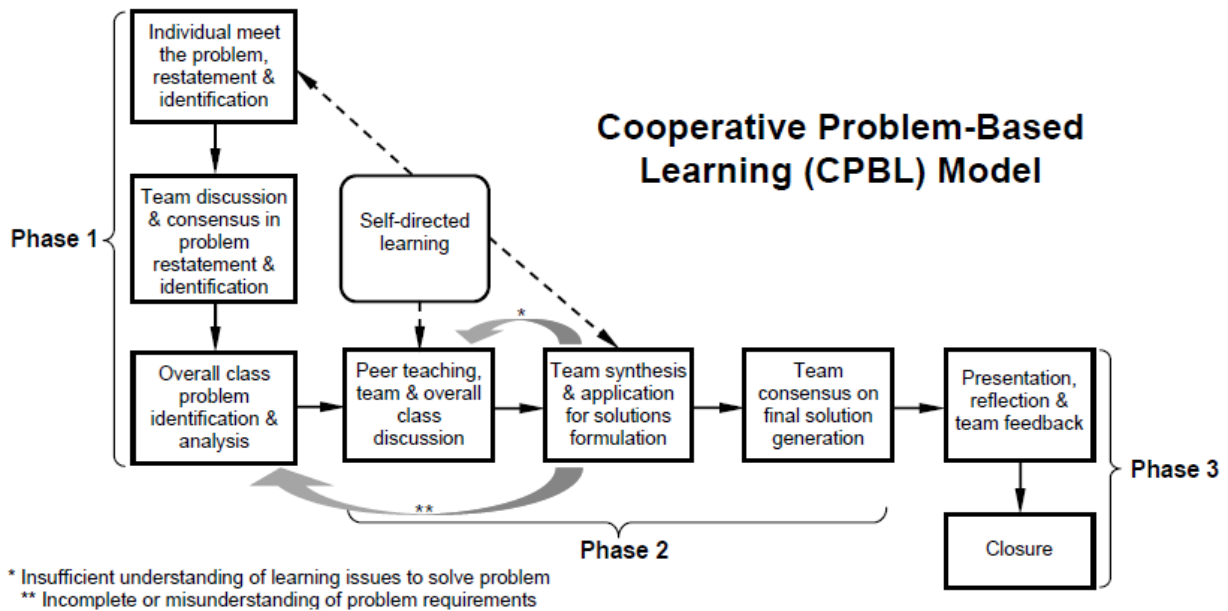 Individual meet
the problem,
restatement &
identification
Cooperative Problem-Based
Learning (CPBL) Model
Phase 1
Team discussion
& consensus in
problem
restatement &
identification
Self-directed
learning
*
Overall class
problem
identification &
analysis
Peer teaching,
team & overall
class
discussion
Team synthesis
& application
for solutions
formulation
Team
consensus on
final solution
generation
Presentation,
reflection &
team feedback
Phase 3
**
Phase 2
Closure
* Insufficient understanding of learning issues to solve problem
** Incomplete or misunderstanding of problem requirements